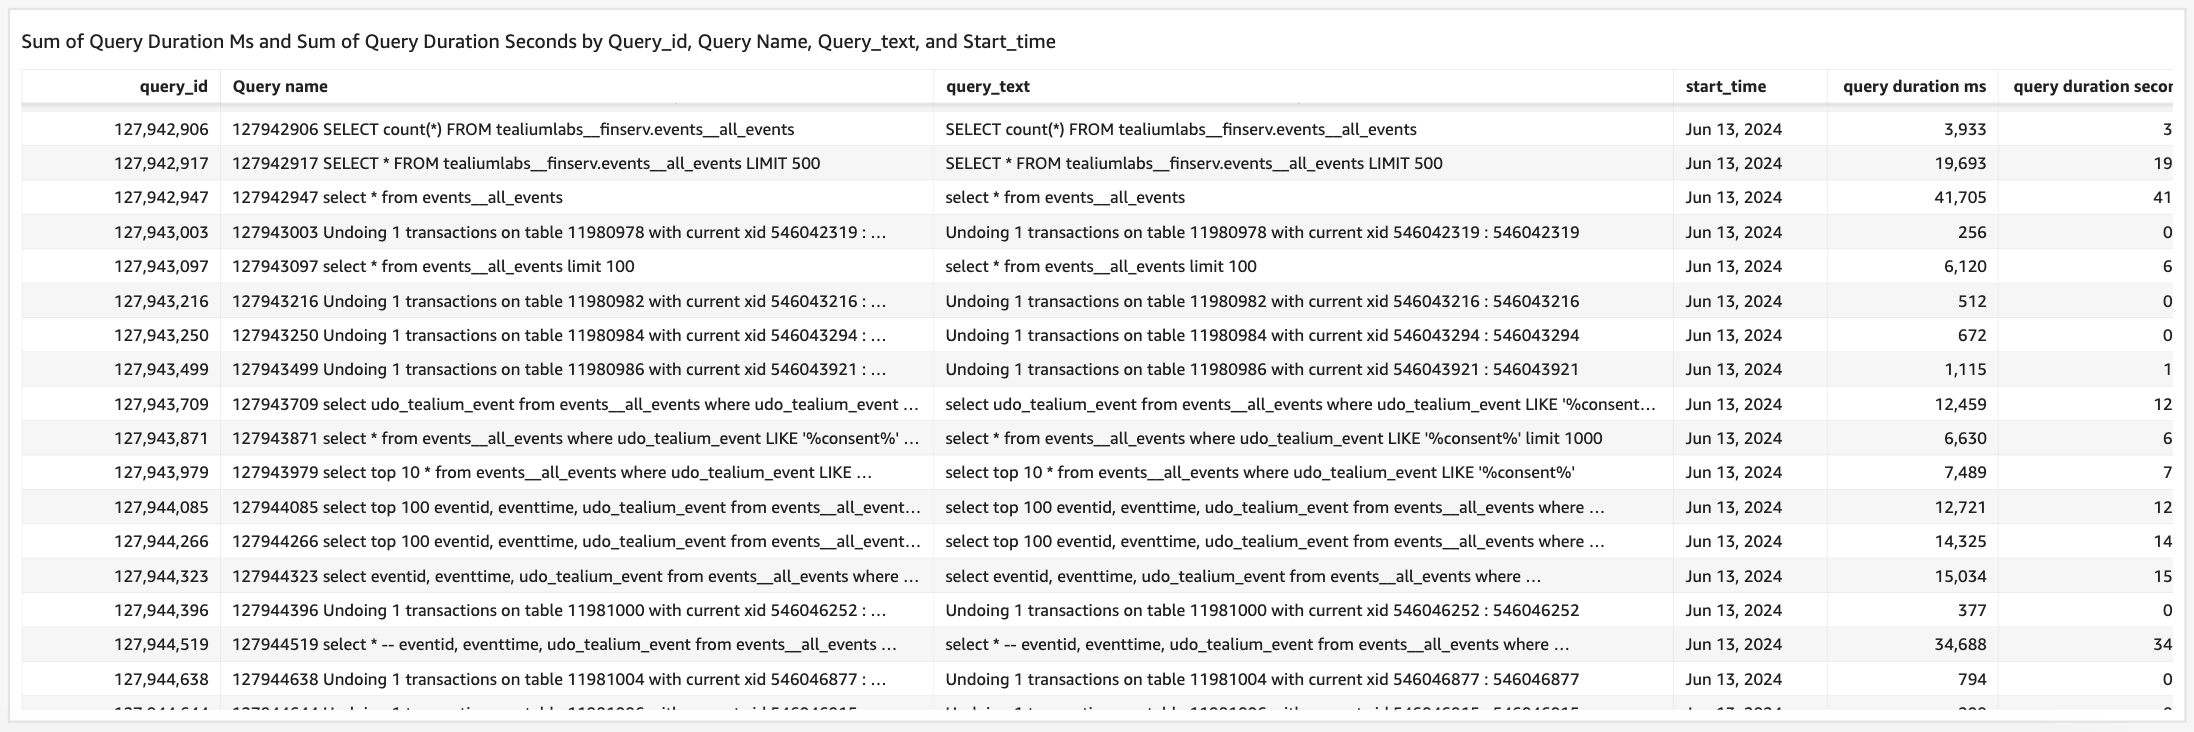 Sum of Query Duration Ms and Sum of Query Duration Seconds by Query_id, Query Name, Query_text, and Start_time
query_id Query name query_text start_time query duration ms query duration secor
127,942,906 127942906 SELECT count(*) FROM tealiumlabs__finserv.events__all_events SELECT count(*) FROM tealiumlabs__finserv.events__all_events Jun 13, 2024 3,933 3
127,942,917 127942917 SELECT * FROM tealiumlabs__finserv.events__all_events LIMIT 500 SELECT * FROM tealiumlabs__finserv.events__all_events LIMIT 500 Jun 13, 2024 19,693 19
127,942,947 127942947 select * from events__all_events select * from events__all_events Jun 13, 2024 41,705 41
127,943,003 127943003 Undoing 1 transactions on table 11980978 with current xid 546042319 : ... Undoing 1 transactions on table 11980978 with current xid 546042319 : 546042319 Jun 13, 2024 256 0
127,943,097 127943097 select * from events__all_events limit 100 select * from events__all_events limit 100 Jun 13, 2024 6,120 6
127,943,216 127943216 Undoing 1 transactions on table 11980982 with current xid 546043216 : ... Undoing 1 transactions on table 11980982 with current xid 546043216 : 546043216 Jun 13, 2024 512 0
127,943,250 127943250 Undoing 1 transactions on table 11980984 with current xid 546043294 : ... Undoing 1 transactions on table 11980984 with current xid 546043294 : 546043294 Jun 13, 2024 672 0
127,943,499 127943499 Undoing 1 transactions on table 11980986 with current xid 546043921 : ... Undoing 1 transactions on table 11980986 with current xid 546043921 : 546043921 Jun 13, 2024 1,115 1
127,943,709 127943709 select udo_tealium_event from events__all_events where udo_tealium_event ... select udo_tealium_event from events__all_events where udo_tealium_event LIKE '%consent... Jun 13, 2024 12,459 12
127,943,871 127943871 select * from events__all_events where udo_tealium_event LIKE '%consent%' ... select * from events__all_events where udo_tealium_event LIKE '%consent%' limit 1000 Jun 13, 2024 6,630 6
127,943,979 127943979 select top 10 * from events__all_events where udo_tealium_event LIKE ... select top 10 * from events__all_events where udo_tealium_event LIKE '%consent%' Jun 13, 2024 7,489 7
127,944,085 127944085 select top 100 eventid, eventtime, udo_tealium_event from events__all_event... select top 100 eventid, eventtime, udo_tealium_event from events__all_events where ... Jun 13, 2024 12,721 12
127,944,266 127944266 select top 100 eventid, eventtime, udo_tealium_event from events__all_event... select top 100 eventid, eventtime, udo_tealium_event from events__all_events where ... Jun 13, 2024 14,325 14
127,944,323 127944323 select eventid, eventtime, udo_tealium_event from events__all_events where ... select eventid, eventtime, udo_tealium_event from events__all_events where ... Jun 13, 2024 15,034 15
127,944,396 127944396 Undoing 1 transactions on table 11981000 with current xid 546046252 : ... Undoing 1 transactions on table 11981000 with current xid 546046252 : 546046252 Jun 13, 2024 377 0
127,944,519 127944519 select * -- eventid, eventtime, udo_tealium_event from events__all_events ... select * -- eventid, eventtime, udo_tealium_event from events__all_events where ... Jun 13, 2024 34,688 34
127,944,638 127944638 Undoing 1 transactions on table 11981004 with current xid 546046877 : ... Undoing 1 transactions on table 11981004 with current xid 546046877 : 546046877 Jun 13, 2024 794 0